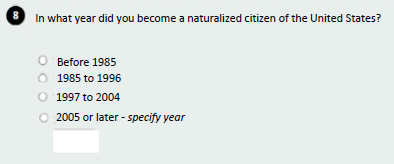 8 In what year did you become a naturalized citizen of the United States?
Before 1985
1985 to 1996
1997 to 2004
2005 or later - specify year